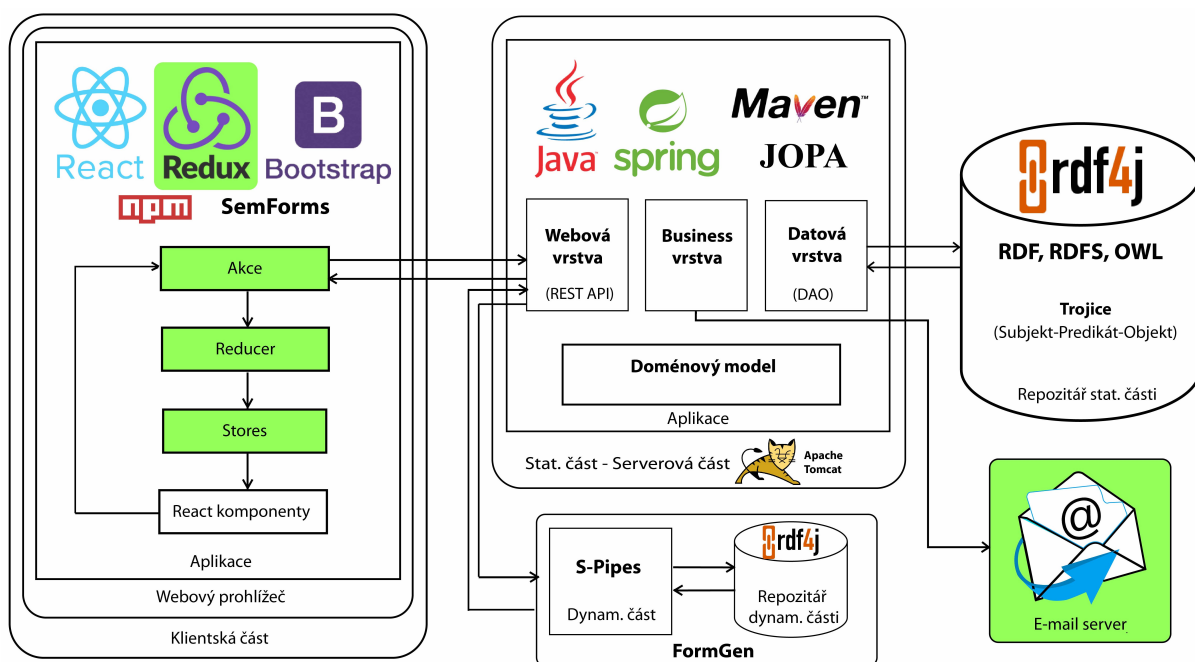 React
Redux
B
Bootstrap
npm
SemForms
Akce
Reducer
Stores
React komponenty
Aplikace
Webový prohlížeč
Klientská část
Java™
spring
Maven™
JOPA
Webová
vrstva
(REST API)
Business
vrstva
Datová
vrstva
(DAO)
Doménový model
Aplikace
Stat. část - Serverová část
Apache
Tomcat
S-Pipes
Dynam. část
rdf4j
Repozitář
dynam. části
FormGen
rdf4j
RDF, RDFS, OWL
Trojice
(Subjekt-Predikát-Objekt)
Repozitář stat. části
@
E-mail server